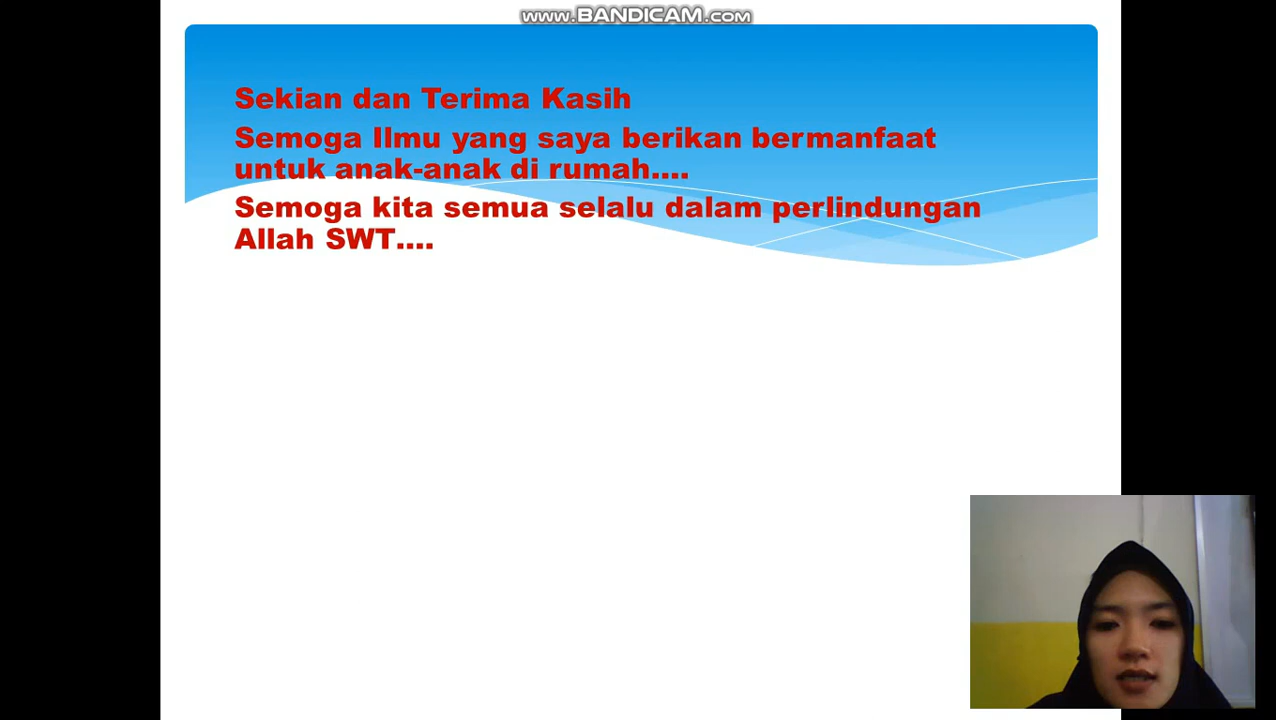 www.BANDICAM.com
Sekian dan Terima Kasih
Semoga Ilmu yang saya berikan bermanfaat
untuk anak-anak di rumah....
Semoga kita semua selalu dalam perlindungan
Allah SWT....